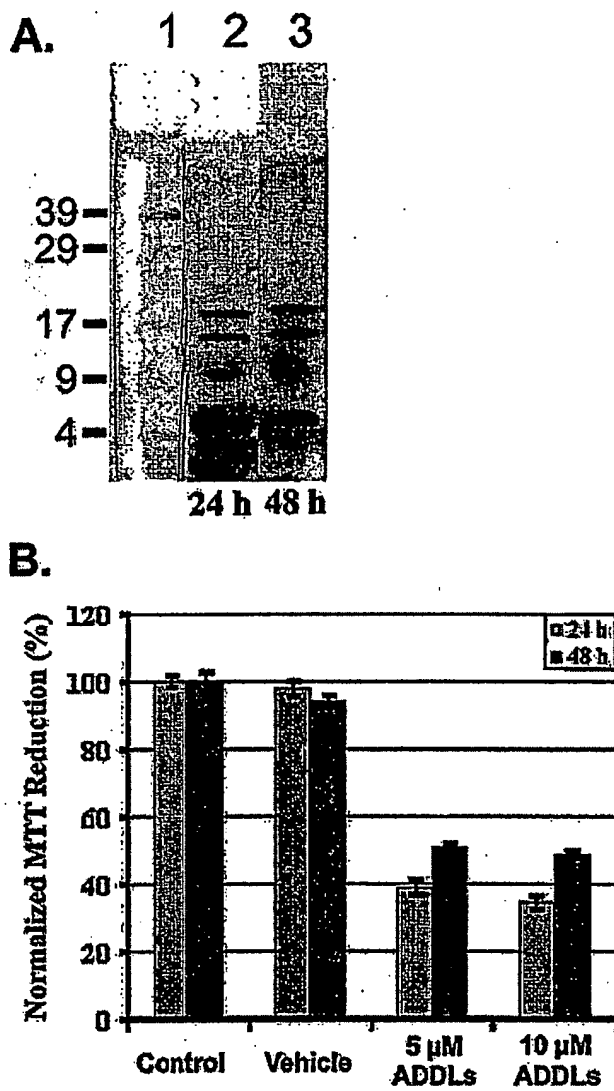 A.
1 2 3
39
29
17
9
4
24 h 48 h
B.
Normalized MTT Reduction (%)
120
100
80
60
40
20
0
24 h
48 h
Control Vehicle 5 µM ADDLs 10 µM ADDLs